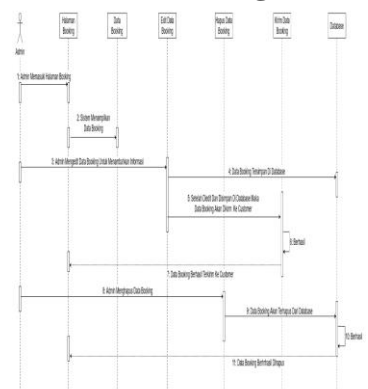 Halaman
Booking
Data
Booking
Edit Data
Booking
Hapus Data
Booking
Kirim Data
Booking
Database
Admin
1: Admin Memasuki Halaman Booking
2: Sistem Menampilkan
Data Booking
3: Admin Mengedit Data Booking Untuk Menambahkan Informasi
4: Data Booking Tersimpan Di Database
5: Setelah Diedit Dan Disimpan Di Database Maka
Data Booking Akan Dikirim Ke Customer
6: Berhasil
7: Data Booking Berhasil Terkirim Ke Customer
8: Admin Menghapus Data Booking
9: Data Booking Akan Terhapus Dari Database
10: Berhasil
11: Data Booking Dihapus